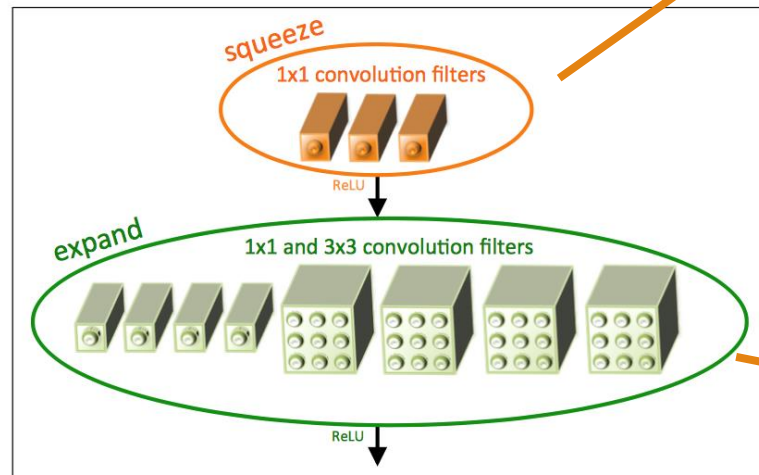 squeeze
1x1 convolution filters
ReLU
expand
1x1 and 3x3 convolution filters
ReLU